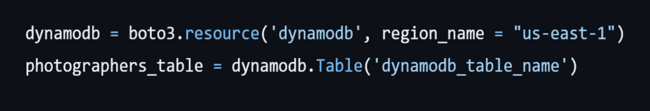 dynamodb = boto3.resource('dynamodb', region_name = "us-east-1")
photographers_table = dynamodb.Table('dynamodb_table_name')